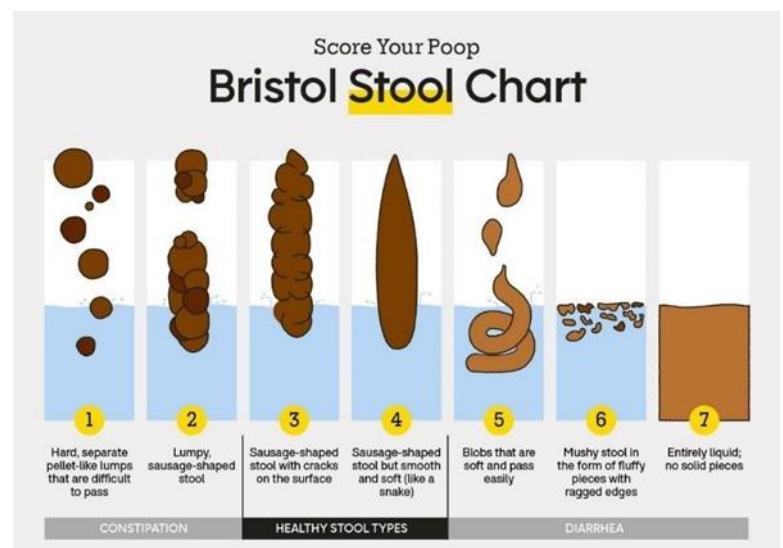 Score Your Poop
Bristol Stool Chart
1
Hard, separate
pellet-like lumps
that are difficult
to pass
2
Lumpy,
sausage-shaped
stool
3
Sausage-shaped
stool with cracks
on the surface
4
Sausage-shaped
stool but smooth
and soft (like a
snake)
5
Blobs that are
soft and pass
easily
6
Mushy stool in
the form of fluffy
pieces with
ragged edges
7
Entirely liquid;
no solid pieces
CONSTIPATION
HEALTHY STOOL TYPES
DIARRHEA